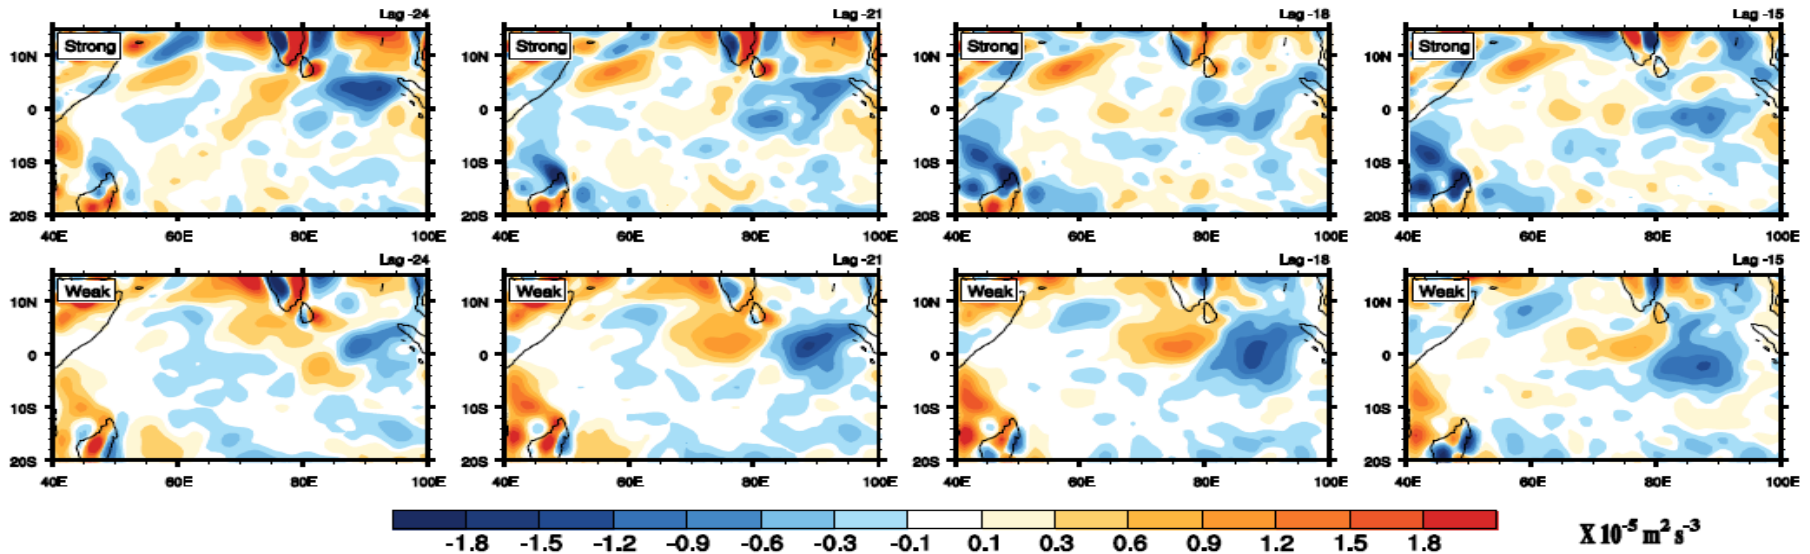 Lag -24
Lag -21
Lag -18
Lag -15
Strong
Strong
Strong
Strong
10N
0
10S
20S
10N
0
10S
20S
10N
0
10S
20S
10N
0
10S
20S
40E 60E 80E 100E
40E 60E 80E 100E
40E 60E 80E 100E
40E 60E 80E 100E
Lag -24
Lag -21
Lag -18
Lag -15
Weak
Weak
Weak
Weak
10N
0
10S
20S
10N
0
10S
20S
10N
0
10S
20S
10N
0
10S
20S
40E 60E 80E 100E
40E 60E 80E 100E
40E 60E 80E 100E
40E 60E 80E 100E
-1.8 -1.5 -1.2 -0.9 -0.6 -0.3 -0.1 0.1 0.3 0.6 0.9 1.2 1.5 1.8
X 10⁻⁵ m² s⁻³